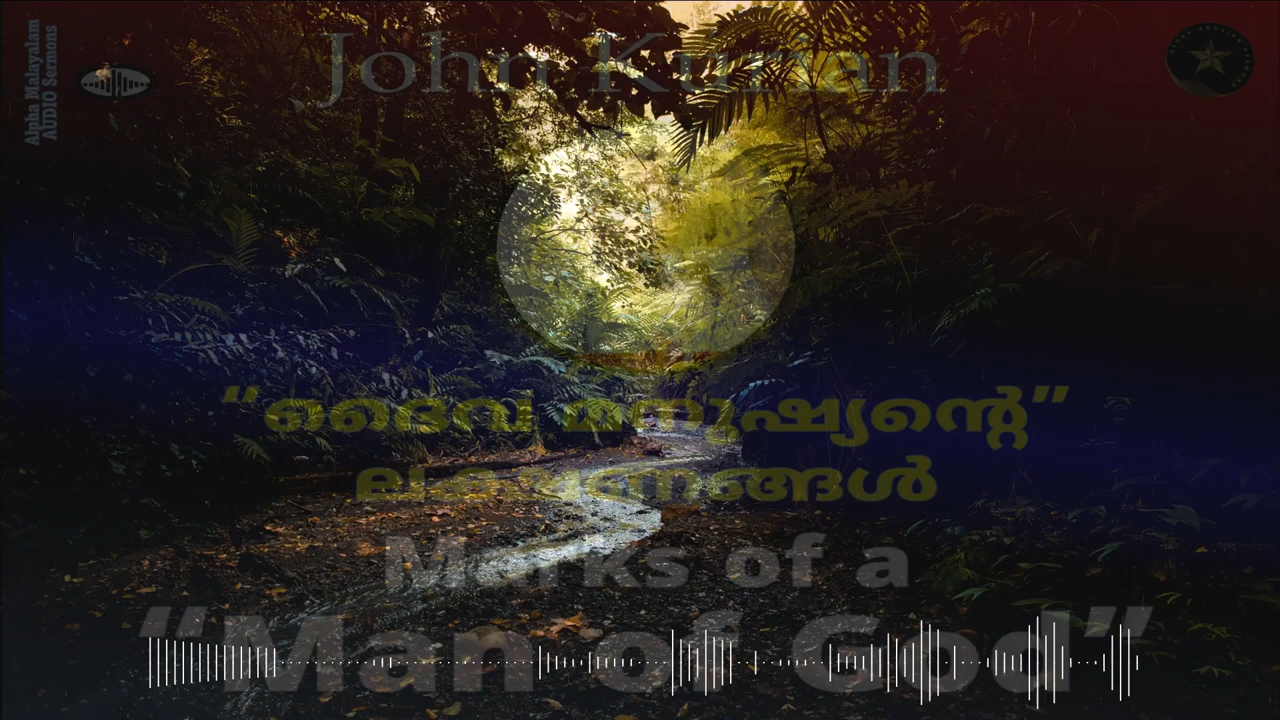 Alpha Malayalam
AUDIO Sermons
John Kurian
“ദൈവ മനുഷ്യന്റെ”
ലക്ഷണങ്ങൾ
Marks of a
“Man of God”